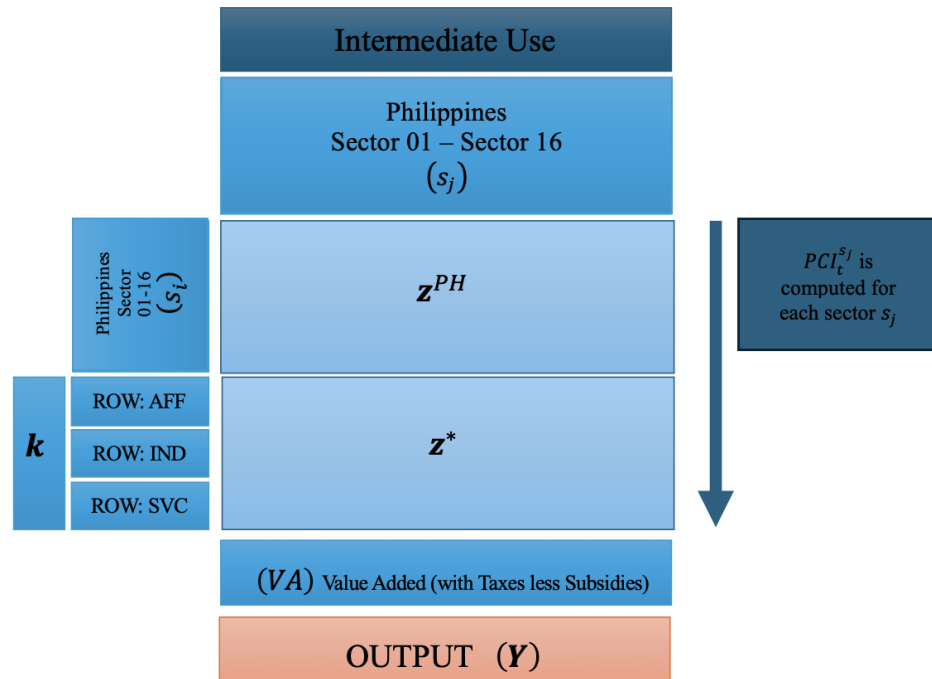 Intermediate Use
Philippines
Sector 01 – Sector 16
(s_j)
Philippines
Sector
01-16
(s_i)
z^{PH}
PCI_t^{s_j} is
computed for
each sector s_j
k
ROW: AFF
ROW: IND
ROW: SVC
z^*
(VA) Value Added (with Taxes less Subsidies)
OUTPUT (Y)